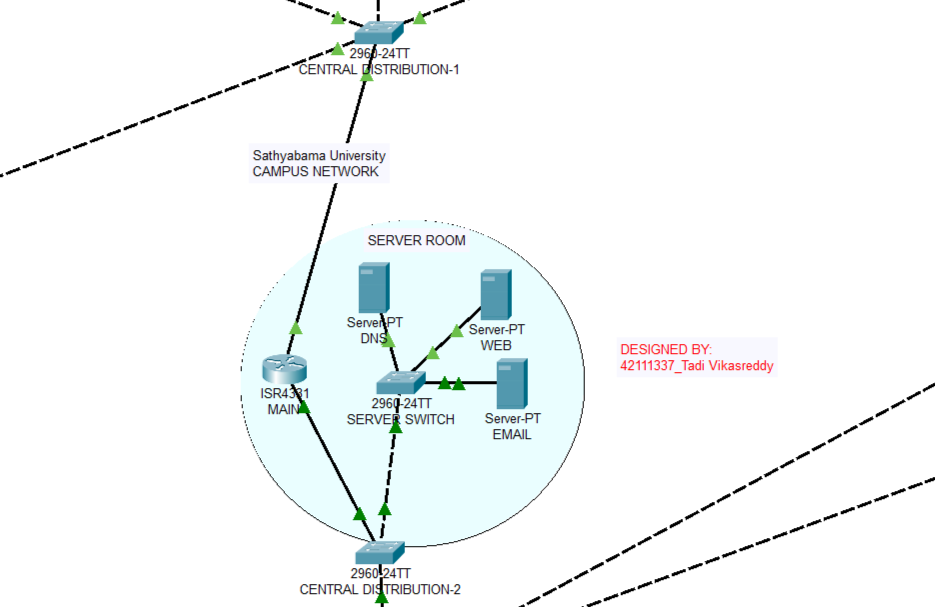 2960-24TT
CENTRAL DISTRIBUTION-1
Sathyabama University
CAMPUS NETWORK
SERVER ROOM
Server-PT
DNS
Server-PT
WEB
DESIGNED BY:
42111337_Tadi Vikasreddy
ISR4331
MAIN
2960-24TT
SERVER SWITCH
Server-PT
EMAIL
2960-24TT
CENTRAL DISTRIBUTION-2